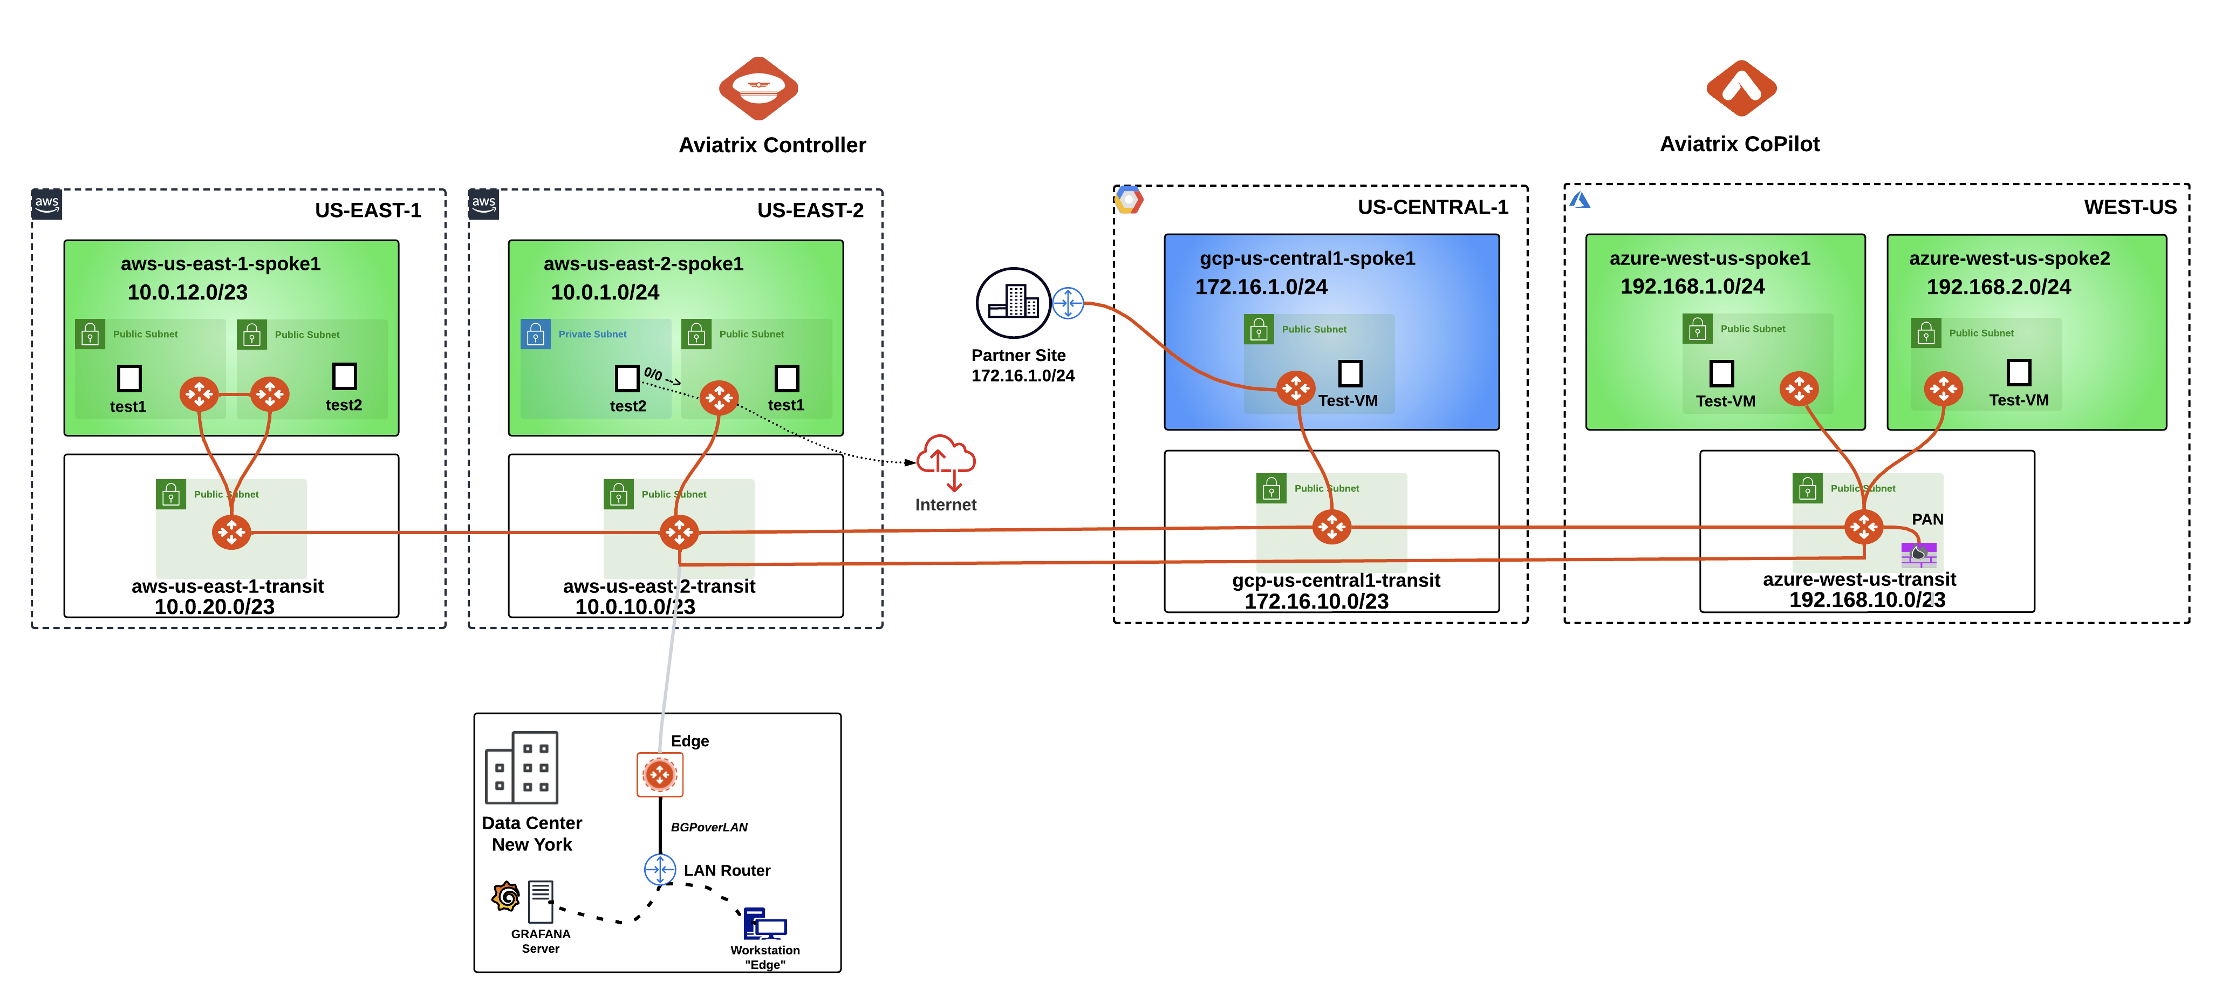 Aviatrix Controller
Aviatrix CoPilot
aws
US-EAST-1
aws-us-east-1-spoke1
10.0.12.0/23
Public Subnet
Public Subnet
test1
test2
Public Subnet
aws-us-east-1-transit
10.0.20.0/23
aws
US-EAST-2
aws-us-east-2-spoke1
10.0.1.0/24
Private Subnet
Public Subnet
0/0 -->
test2
test1
Public Subnet
aws-us-east-2-transit
10.0.10.0/23
Internet
Partner Site
172.16.1.0/24
US-CENTRAL-1
gcp-us-central1-spoke1
172.16.1.0/24
Public Subnet
Test-VM
Public Subnet
gcp-us-central1-transit
172.16.10.0/23
WEST-US
azure-west-us-spoke1
192.168.1.0/24
Public Subnet
Test-VM
azure-west-us-spoke2
192.168.2.0/24
Public Subnet
Test-VM
Public Subnet
PAN
azure-west-us-transit
192.168.10.0/23
Edge
Data Center
New York
BGPoverLAN
LAN Router
GRAFANA
Server
Workstation
"Edge"